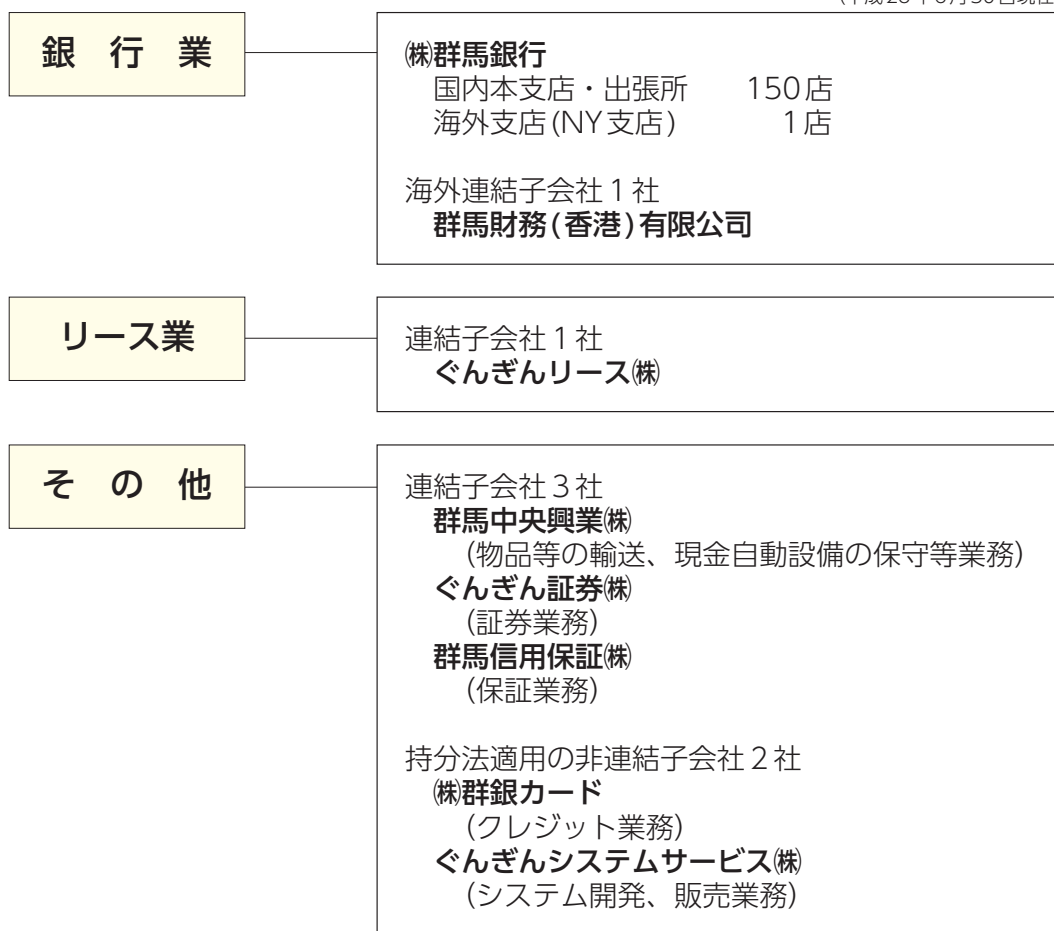 銀行業
㈱群馬銀行
国内本支店・出張所 150店
海外支店(NY支店) 1店
海外連結子会社1社
群馬財務(香港)有限公司
リース業
連結子会社1社
ぐんぎんリース㈱
その他
連結子会社3社
群馬中央興業㈱
(物品等の輸送、現金自動設備の保守等業務)
ぐんぎん証券㈱
(証券業務)
群馬信用保証㈱
(保証業務)
持分法適用の非連結子会社2社
㈱群銀カード
(クレジット業務)
ぐんぎんシステムサービス㈱
(システム開発、販売業務)